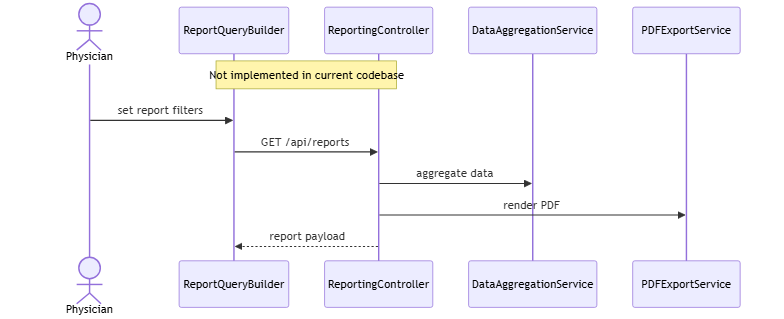 Physician
ReportQueryBuilder
ReportingController
DataAggregationService
PDFExportService
Not implemented in current codebase
set report filters
GET /api/reports
aggregate data
render PDF
report payload
Physician
ReportQueryBuilder
ReportingController
DataAggregationService
PDFExportService